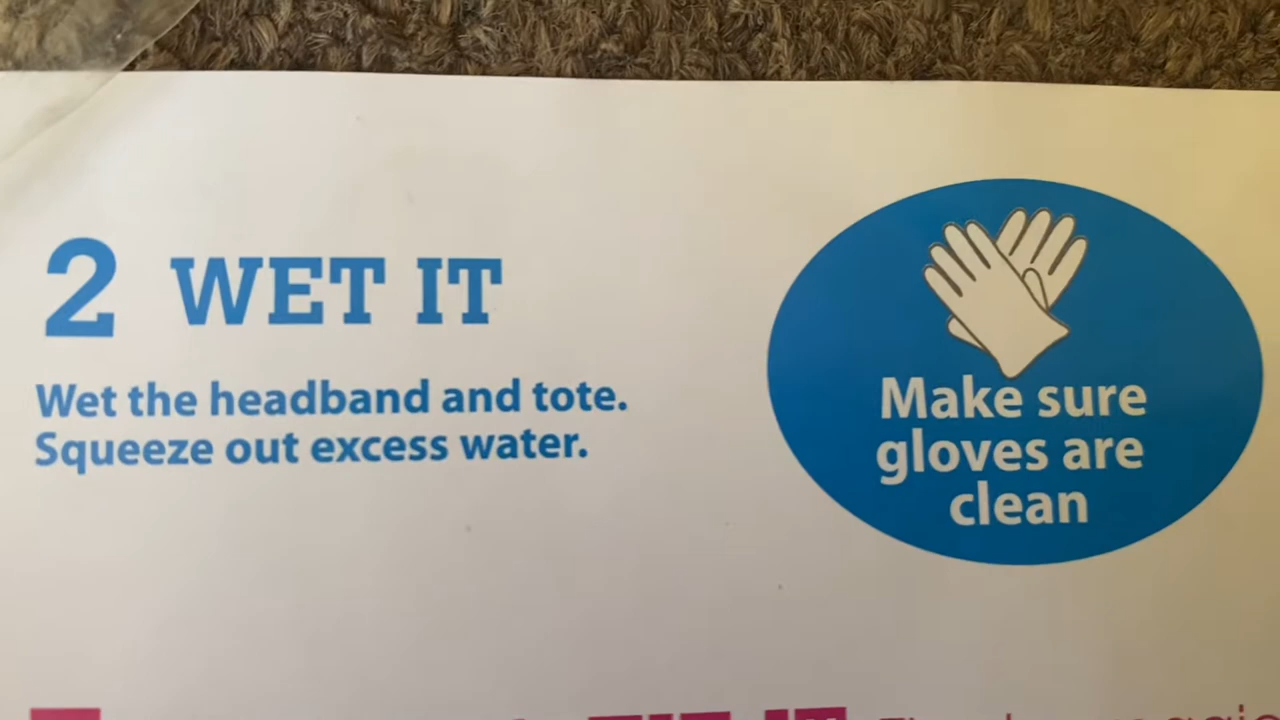 2 WET IT
Wet the headband and tote.
Squeeze out excess water.
Make sure
gloves are
clean